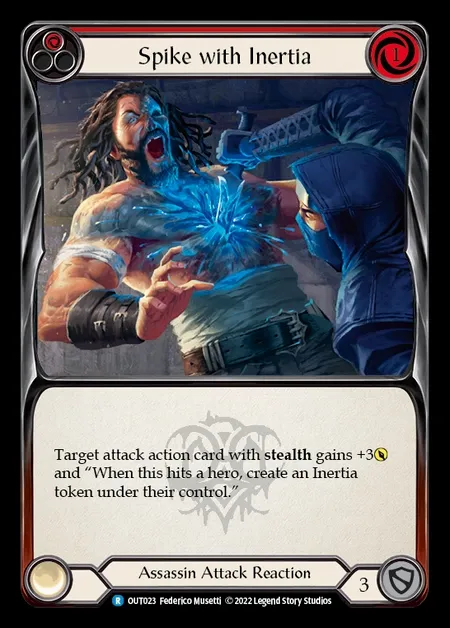 Spike with Inertia
1
Target attack action card with stealth gains +3
and “When this hits a hero, create an Inertia
token under their control.”
Assassin Attack Reaction
3
R OUT023 Federico Musetti ©2022 Legend Story Studios